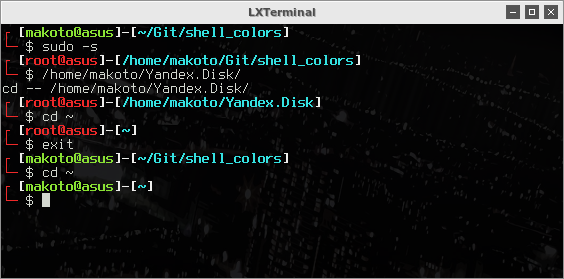 LXTerminal
┌ [makoto@asus]-[~/Git/shell_colors]
└─ $ sudo -s
┌ [root@asus]-[/home/makoto/Git/shell_colors]
└─ $ /home/makoto/Yandex.Disk/
cd -- /home/makoto/Yandex.Disk/
┌ [root@asus]-[/home/makoto/Yandex.Disk]
└─ $ cd ~
┌ [root@asus]-[~]
└─ $ exit
┌ [makoto@asus]-[~/Git/shell_colors]
└─ $ cd ~
┌ [makoto@asus]-[~]
└─ $